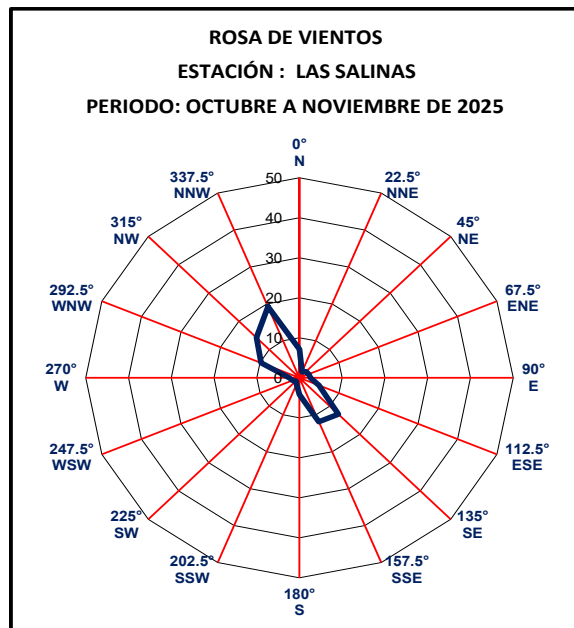 ROSA DE VIENTOS
ESTACIÓN : LAS SALINAS
PERIODO: OCTUBRE A NOVIEMBRE DE 2025
0°
N
337.5°
NNW
22.5°
NNE
50
315°
NW
45°
NE
40
292.5°
WNW
67.5°
ENE
30
20
10
270°
W
0
90°
E
247.5°
WSW
112.5°
ESE
225°
SW
135°
SE
202.5°
SSW
157.5°
SSE
180°
S